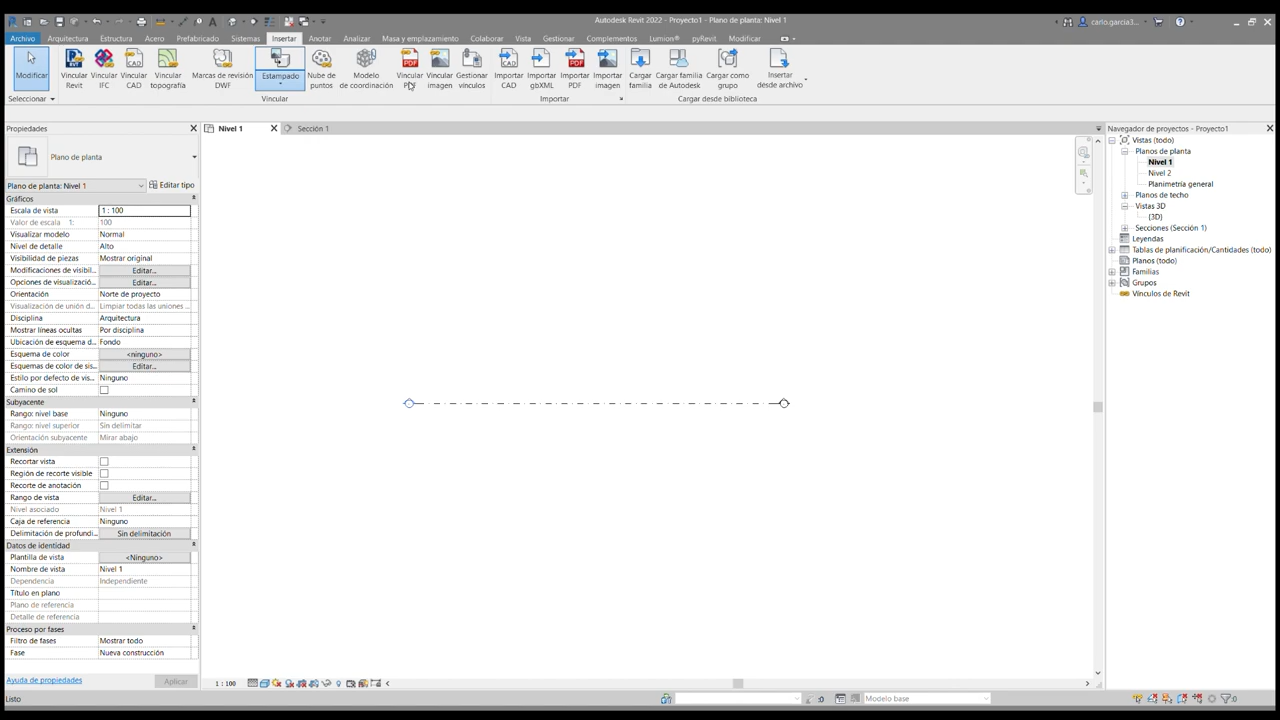 Autodesk Revit 2022 - Proyecto1 - Plano de planta: Nivel 1
carlo.garcia3...
Archivo Arquitectura Estructura Acero Prefabricado Sistemas Insertar Anotar Analizar Masa y emplazamiento Colaborar Vista Gestionar Complementos Lumion® pyRevit Modificar
Modificar
Vincular Revit
Vincular IFC
Vincular CAD
Vincular topografía
Marcas de revisión DWF
Estampado
Nube de puntos
Modelo de coordinación
Vincular PDF
Vincular imagen
Gestionar vínculos
Importar CAD
Importar gbXML
Importar PDF
Importar imagen
Cargar familia
Cargar familia de Autodesk
Cargar como grupo
Insertar desde archivo
Seleccionar Vincular Importar Cargar desde biblioteca
Propiedades
Plano de planta
Plano de planta: Nivel 1 Editar tipo
Gráficos
Escala de vista 1 : 100
Valor de escala 1: 100
Visualizar modelo Normal
Nivel de detalle Alto
Visibilidad de piezas Mostrar original
Modificaciones de visibil... Editar...
Opciones de visualizació... Editar...
Orientación Norte de proyecto
Visualización de unión d... Limpiar todas las uniones ...
Disciplina Arquitectura
Mostrar líneas ocultas Por disciplina
Ubicación de esquema d... Fondo
Esquema de color <ninguno>
Esquemas de color de sis... Editar...
Estilo por defecto de vis... Ninguno
Camino de sol
Subyacente
Rango: nivel base Ninguno
Rango: nivel superior Sin delimitar
Orientación subyacente Mirar abajo
Extensión
Recortar vista
Región de recorte visible
Recorte de anotación
Rango de vista Editar...
Nivel asociado Nivel 1
Caja de referencia Ninguno
Delimitación de profundi... Sin delimitación
Datos de identidad
Plantilla de vista <Ninguno>
Nombre de vista Nivel 1
Dependencia Independiente
Título en plano
Plano de referencia
Detalle de referencia
Proceso por fases
Filtro de fases Mostrar todo
Fase Nueva construcción
Ayuda de propiedades Aplicar
Listo
Nivel 1 Sección 1
1 : 100
:0 Modelo base :0
Navegador de proyectos - Proyecto1
Vistas (todo)
Planos de planta
Nivel 1
Nivel 2
Planimetría general
Planos de techo
Vistas 3D
{3D}
Secciones (Sección 1)
Leyendas
Tablas de planificación/Cantidades (todo)
Planos (todo)
Familias
Grupos
Vínculos de Revit